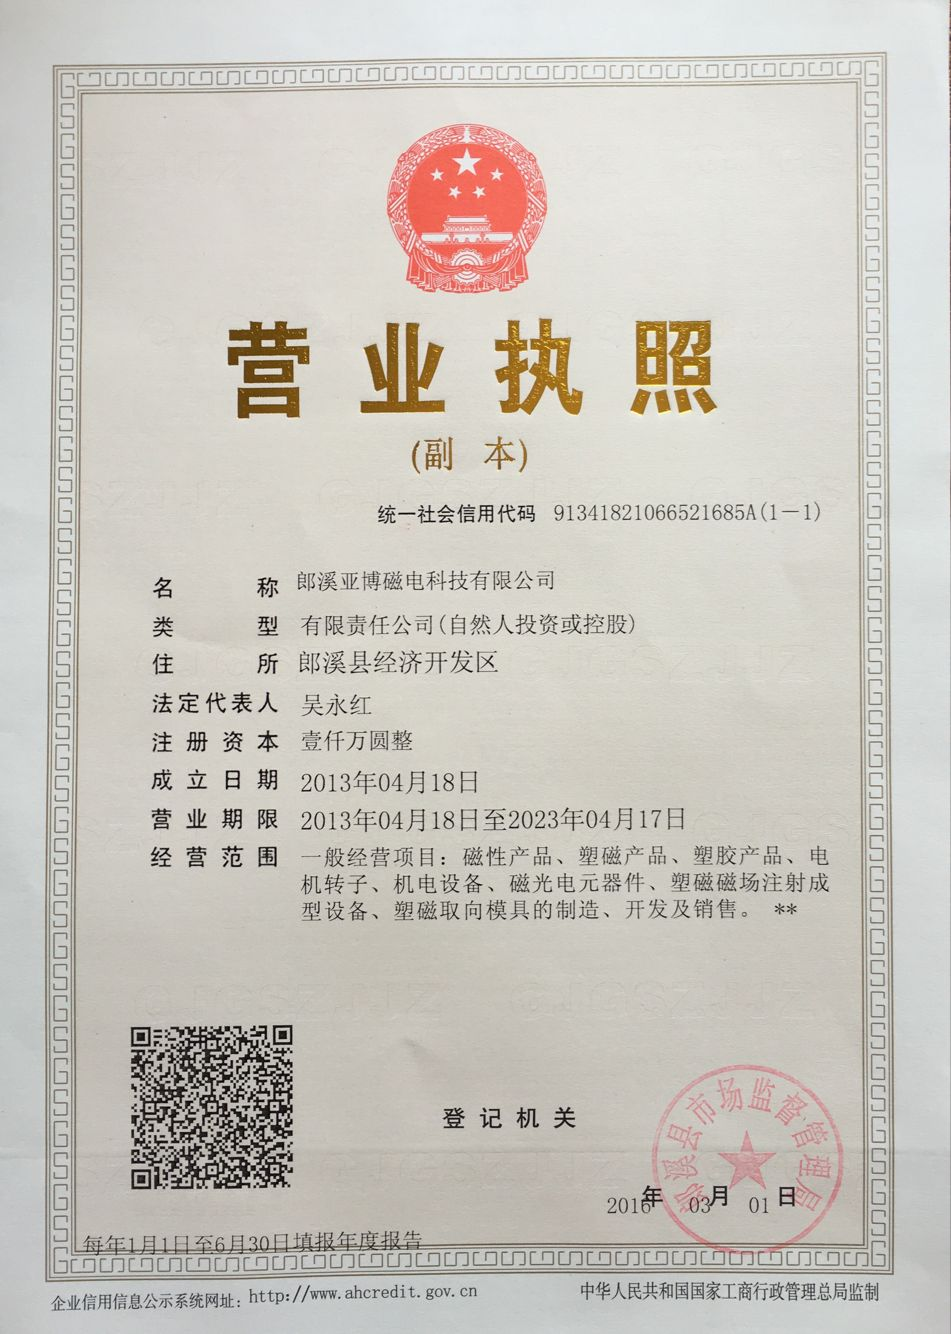 营业执照
(副 本)
统一社会信用代码 91341821066521685A(1-1)
名称 郎溪亚博磁电科技有限公司
类型 有限责任公司(自然人投资或控股)
住所 郎溪县经济开发区
法定代表人 吴永红
注册资本 壹仟万圆整
成立日期 2013年04月18日
营业期限 2013年04月18日至2023年04月17日
经营范围 一般经营项目：磁性产品、塑磁产品、塑胶产品、电
机转子、机电设备、磁光电元器件、塑磁磁场注射成
型设备、塑磁取向模具的制造、开发及销售。 **
登记机关
郎溪县市场监督管理局
2016年 03月 01日
每年1月1日至6月30日填报年度报告
企业信用信息公示系统网址：http://www.ahcredit.gov.cn
中华人民共和国国家工商行政管理总局监制